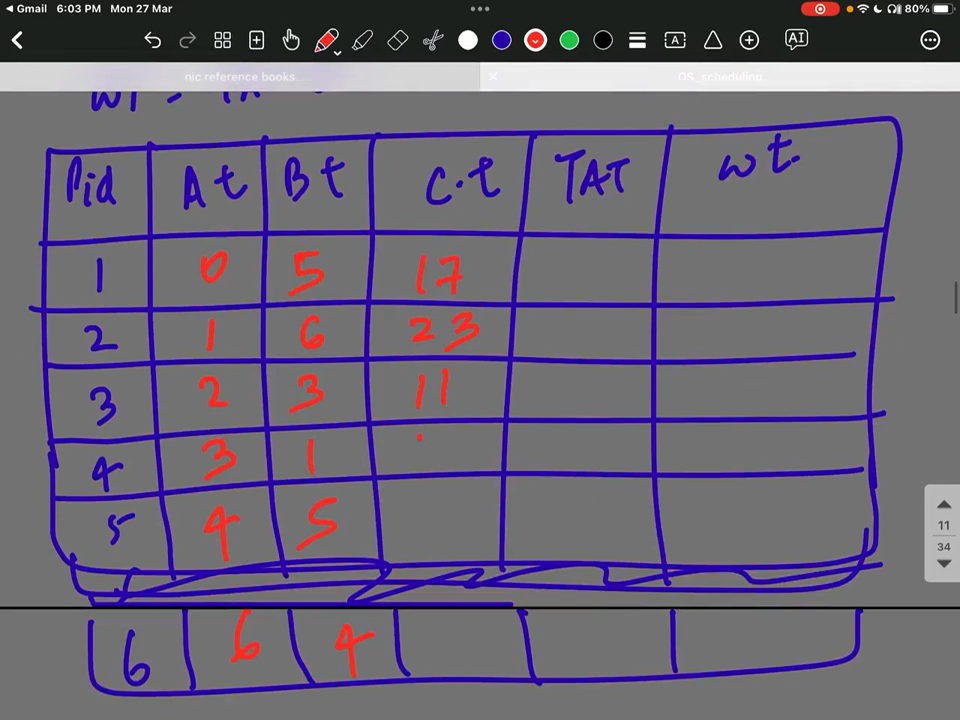 Gmail 6:03 PM Mon 27 Mar 80%
A AI
nic reference books... OS_scheduling
Pid At Bt C.t TAT wt.
1 0 5 17
2 1 6 23
3 2 3 11
4 3 1
5 4 5
6 6 4
11
34